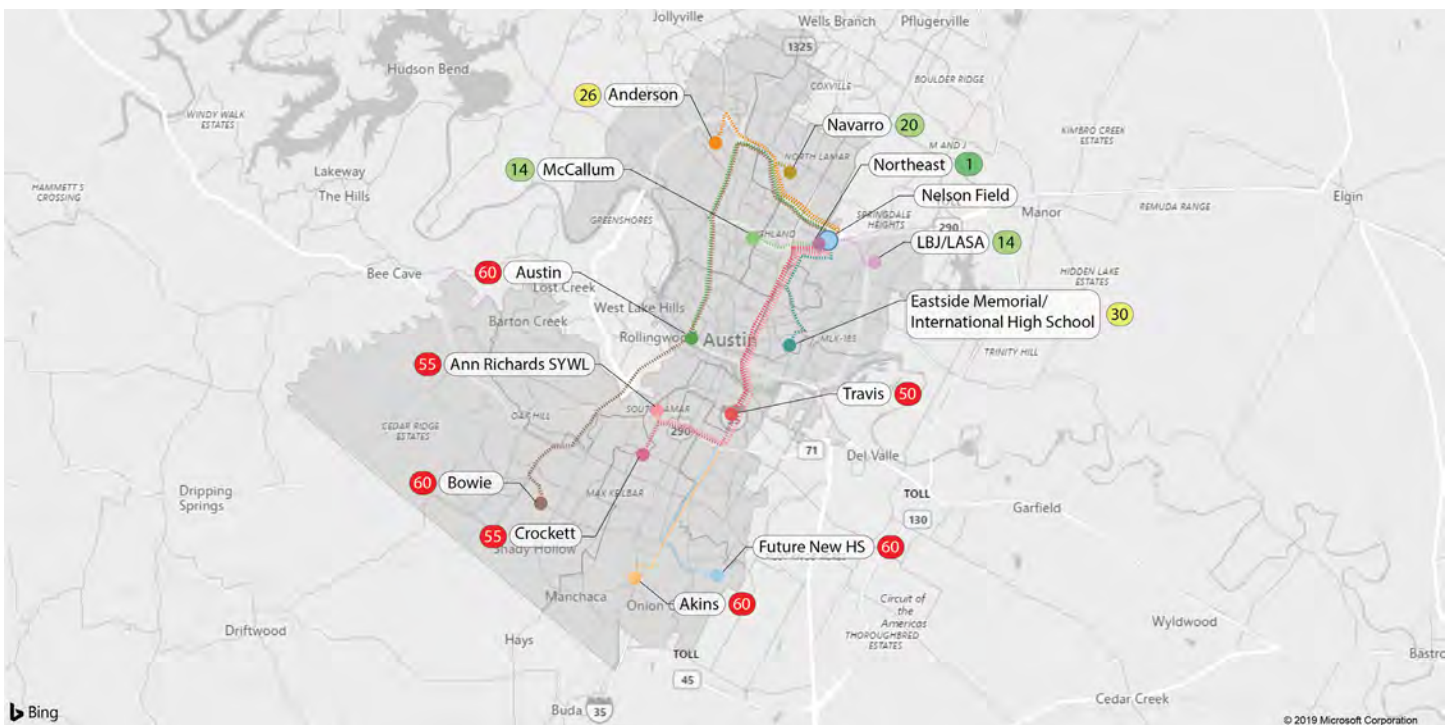 Jollyville
Wells Branch
Pflugerville
1325
Hudson Bend
BOULDER RIDGE
COXVILLE
26 Anderson
WINDY WALK
ESTATES
Navarro 20
KIMBRO CREEK
ESTATES
M AND J
NORTH LAMAR
Northeast 1
14 McCallum
Lakeway
The Hills
HAMMETT'S
CROSSING
Nelson Field
Elgin
REMUDA RANGE
Manor
GREENSHORES
SPRINGDALE
HEIGHTS
290
LBJ/LASA 14
Bee Cave
60 Austin
HIDDEN LAKE
ESTATES
Lost Creek
West Lake Hills
Eastside Memorial/
International High School 30
Barton Creek
Rollingwood
Austin
MLK-183
TRINITY HILL
55 Ann Richards SYWL
Travis 50
SOUTH LAMAR
OAK HILL
CEDAR RIDGE
ESTATES
290
71
Del Valle
60 Bowie
MAX KEILBAR
Dripping
Springs
TOLL
130
Garfield
55 Crockett
Shady Hollow
Future New HS 60
Manchaca
Akins 60
Circuit of
the
Americas
THOROUGHBRED
ESTATES
Wyldwood
Driftwood
Hays
TOLL
45
Bastro
Buda
35
Cedar Creek
Bing
© 2019 Microsoft Corporation